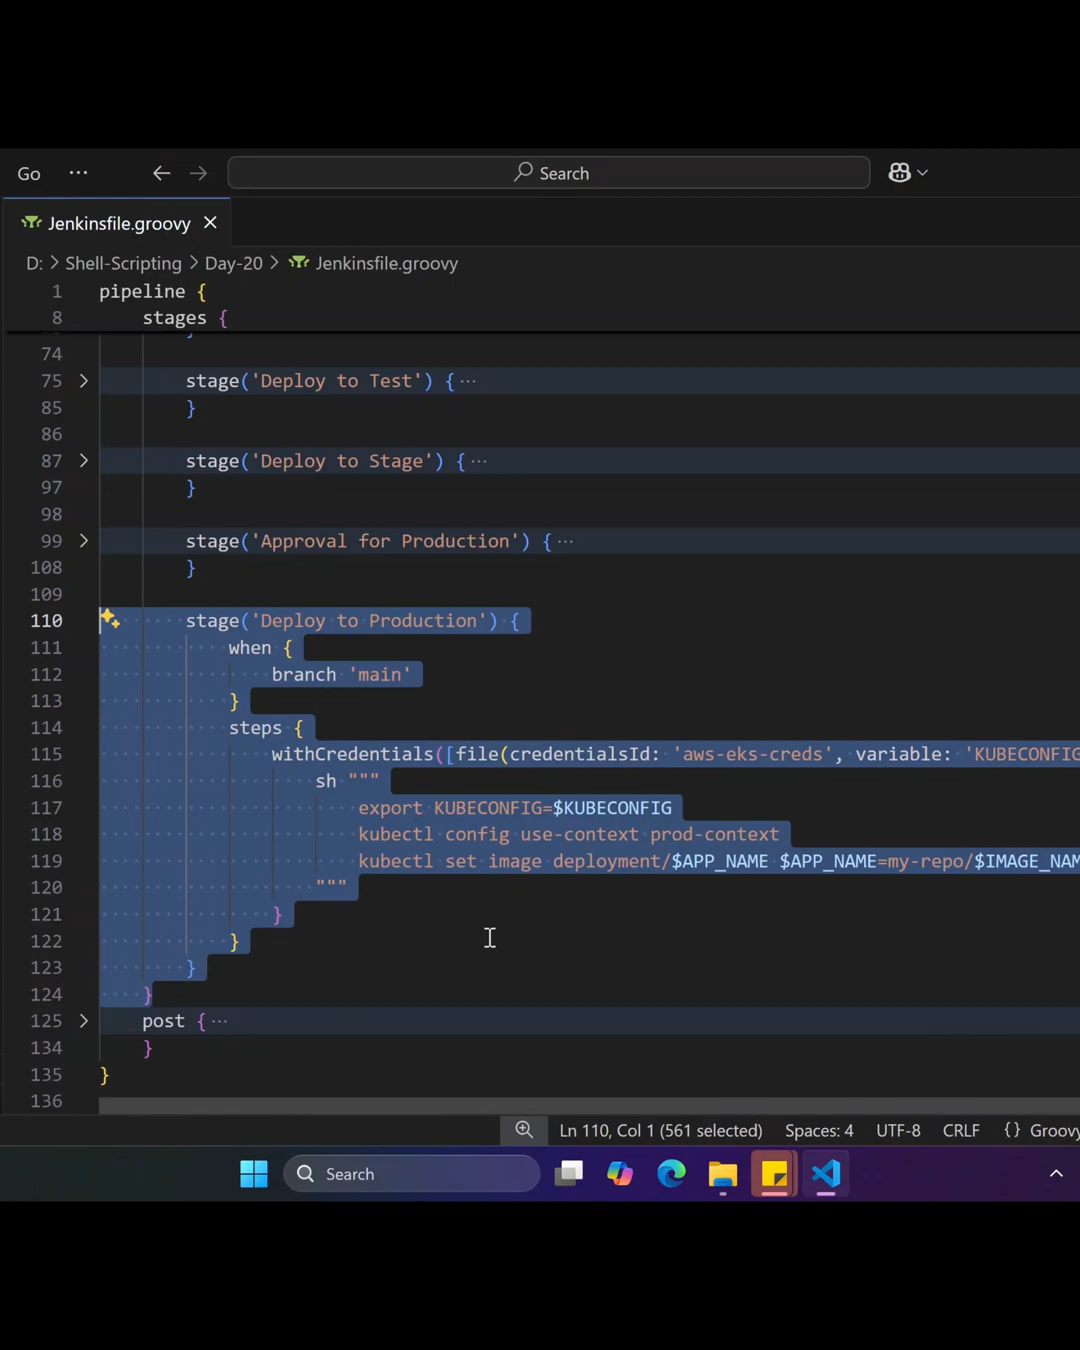 Go ··· Search
Jenkinsfile.groovy
D: > Shell-Scripting > Day-20 > Jenkinsfile.groovy
1 pipeline {
8 stages {
74
75 stage('Deploy to Test') { ···
85 }
86
87 stage('Deploy to Stage') { ···
97 }
98
99 stage('Approval for Production') { ···
108 }
109
110 stage('Deploy to Production') {
111 when {
112 branch 'main'
113 }
114 steps {
115 withCredentials([file(credentialsId: 'aws-eks-creds', variable: 'KUBECONFIG
116 sh """
117 export KUBECONFIG=$KUBECONFIG
118 kubectl config use-context prod-context
119 kubectl set image deployment/$APP_NAME $APP_NAME=my-repo/$IMAGE_NAM
120 """
121 }
122 }
123 }
124 }
125 post { ···
134 }
135 }
136
Ln 110, Col 1 (561 selected) Spaces: 4 UTF-8 CRLF {} Groovy
Search